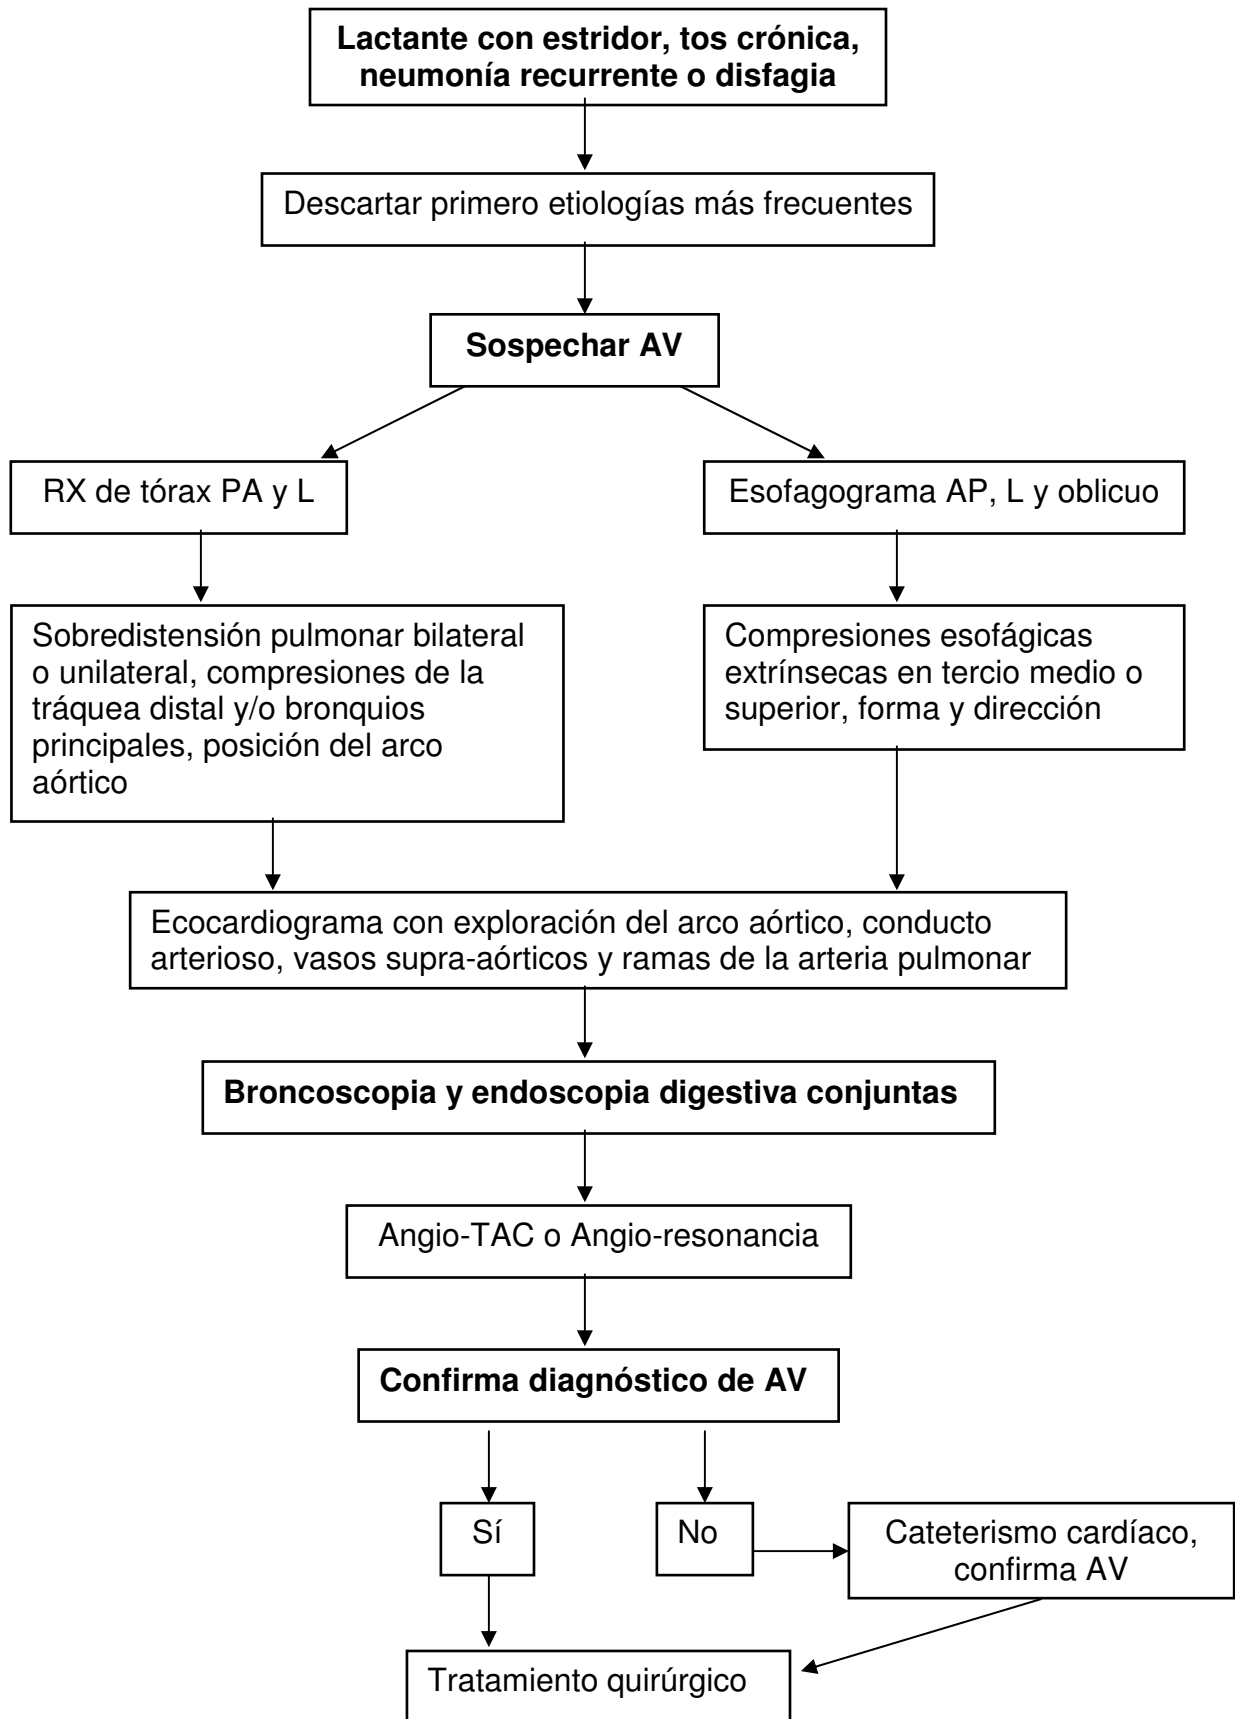 Lactante con estridor, tos crónica,
neumonía recurrente o disfagia
Descartar primero etiologías más frecuentes
Sospechar AV
RX de tórax PA y L
Esofagograma AP, L y oblicuo
Sobredistensión pulmonar bilateral
o unilateral, compresiones de la
tráquea distal y/o bronquios
principales, posición del arco
aórtico
Compresiones esofágicas
extrínsecas en tercio medio o
superior, forma y dirección
Ecocardiograma con exploración del arco aórtico, conducto
arterioso, vasos supra-aórticos y ramas de la arteria pulmonar
Broncoscopia y endoscopia digestiva conjuntas
Angio-TAC o Angio-resonancia
Confirma diagnóstico de AV
Sí
No
Cateterismo cardíaco,
confirma AV
Tratamiento quirúrgico